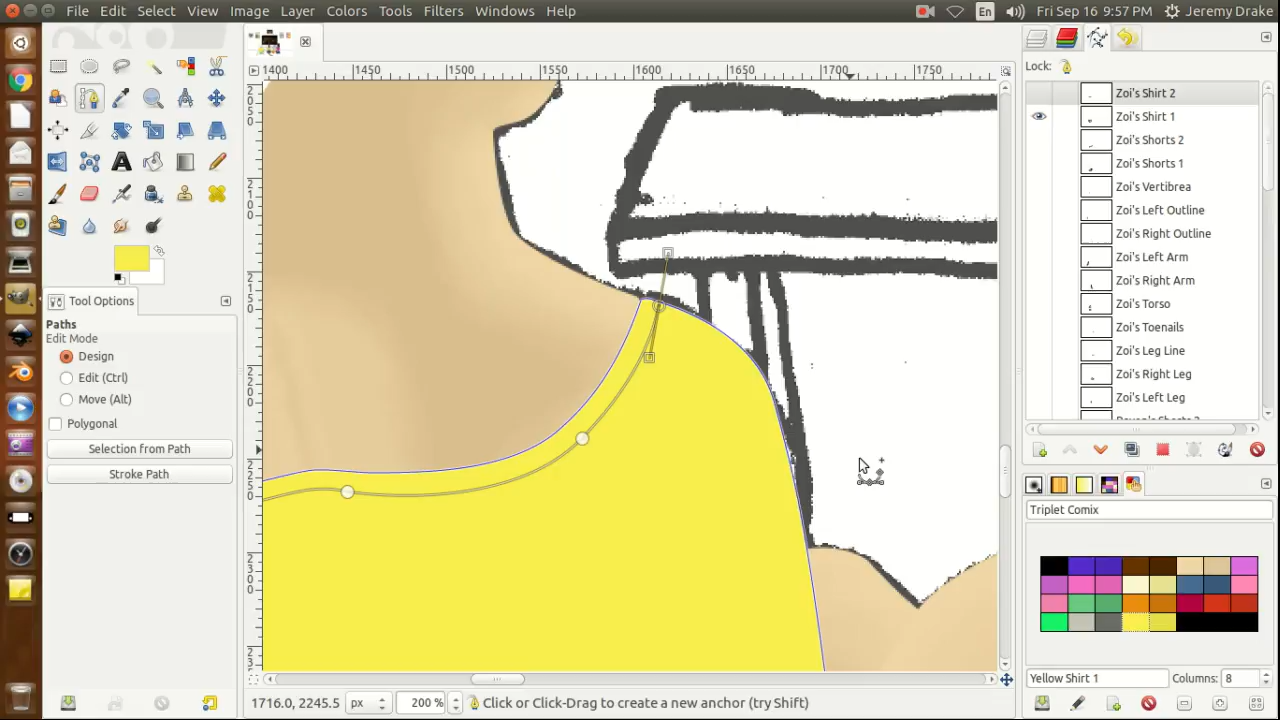 File Edit Select View Image Layer Colors Tools Filters Windows Help
En Fri Sep 16 9:57 PM Jeremy Drake
Lock:
1400 1450 1500 1550 1600 1650 1700 1750
Zoi's Shirt 2
Zoi's Shirt 1
Zoi's Shorts 2
Zoi's Shorts 1
Zoi's Vertibrea
Zoi's Left Outline
Zoi's Right Outline
Zoi's Left Arm
Zoi's Right Arm
Zoi's Torso
Zoi's Toenails
Zoi's Leg Line
Zoi's Right Leg
Zoi's Left Leg
Tool Options
Paths
Edit Mode
Design
Edit (Ctrl)
Move (Alt)
Polygonal
Selection from Path
Stroke Path
Triplet Comix
Yellow Shirt 1 Columns: 8
1716.0, 2245.5 px 200 % Click or Click-Drag to create a new anchor (try Shift)